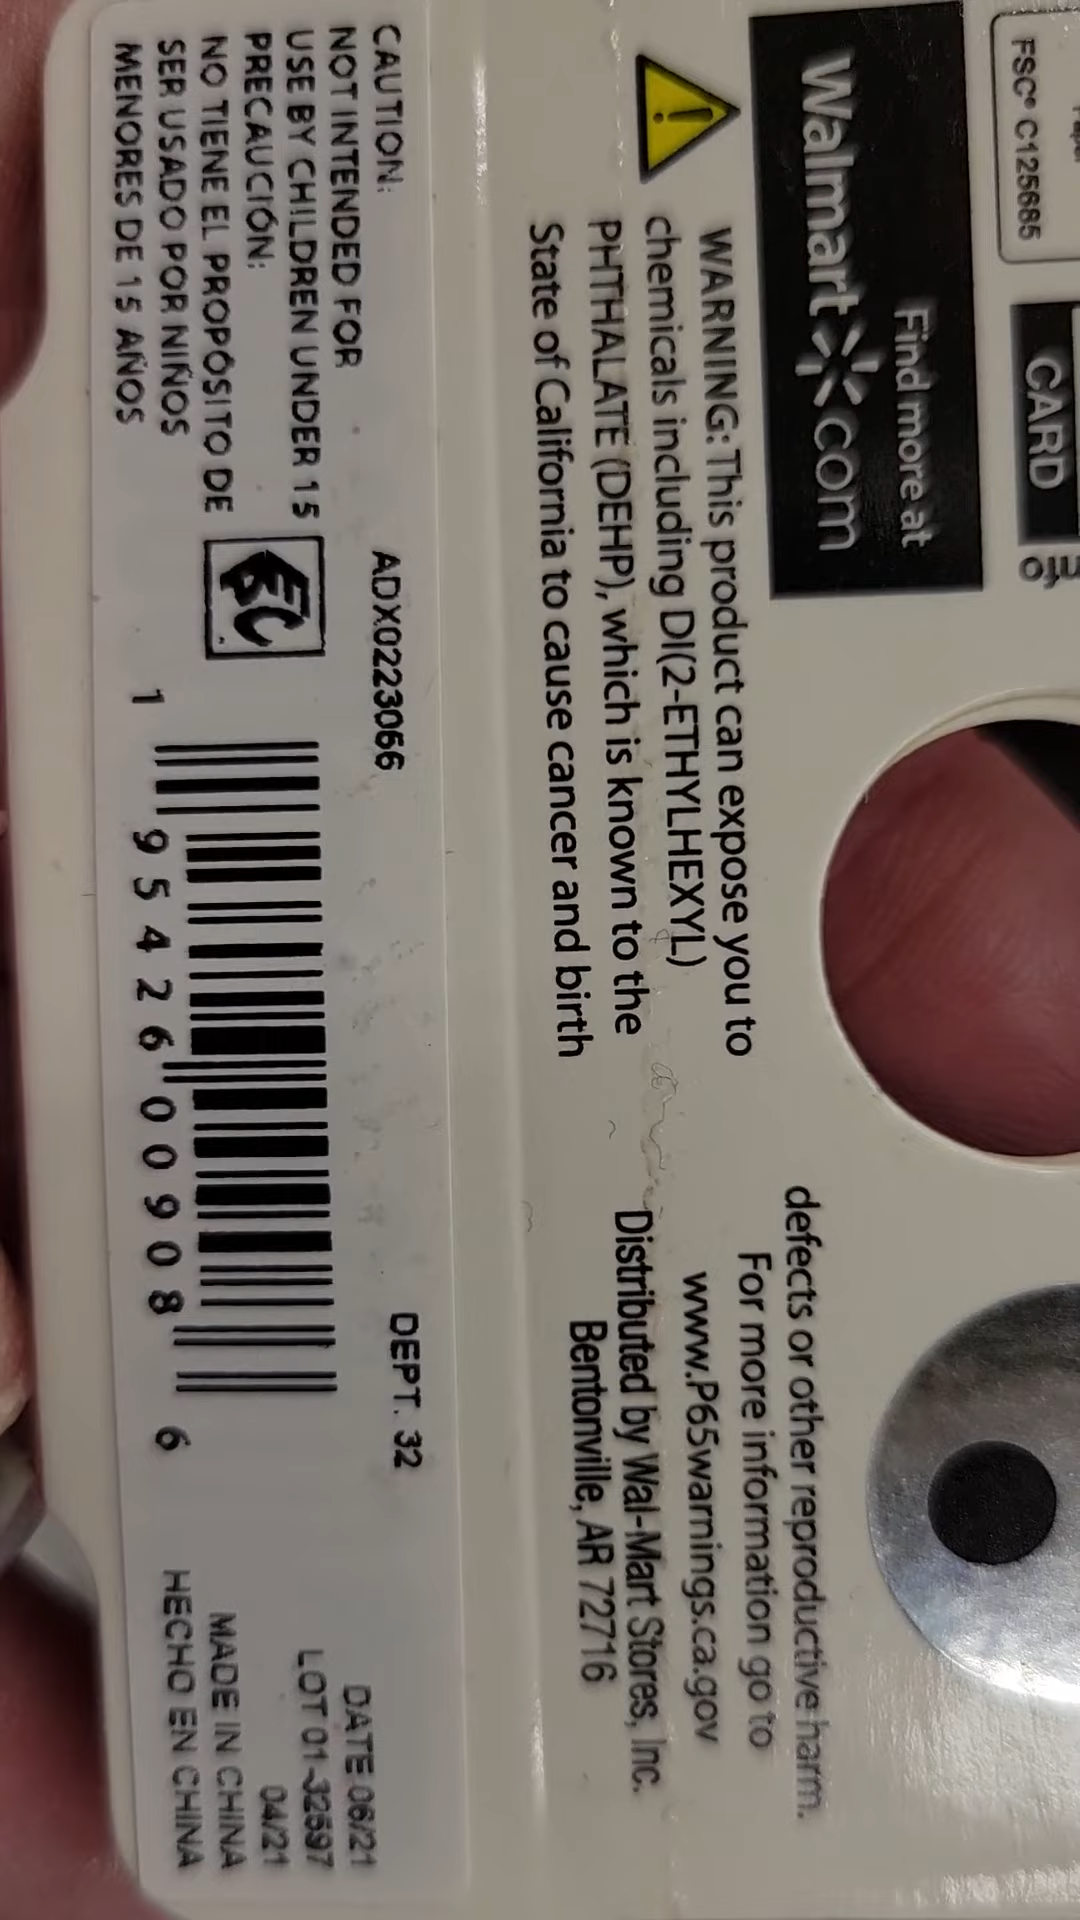 FSC® C125685
CARD
Find more at
Walmart.com
WARNING: This product can expose you to
chemicals including DI(2-ETHYLHEXYL)
PHTHALATE (DEHP), which is known to the
State of California to cause cancer and birth
defects or other reproductive harm.
For more information go to
www.P65warnings.ca.gov
Distributed by Wal-Mart Stores, Inc.
Bentonville, AR 72716
CAUTION:
NOT INTENDED FOR
USE BY CHILDREN UNDER 15
PRECAUCIÓN:
NO TIENE EL PROPÓSITO DE
SER USADO POR NIÑOS
MENORES DE 15 AÑOS
ADX0223066
DEPT. 32
1 95426 00908 6
DATE 06/21
LOT 01-32597
04/21
MADE IN CHINA
HECHO EN CHINA